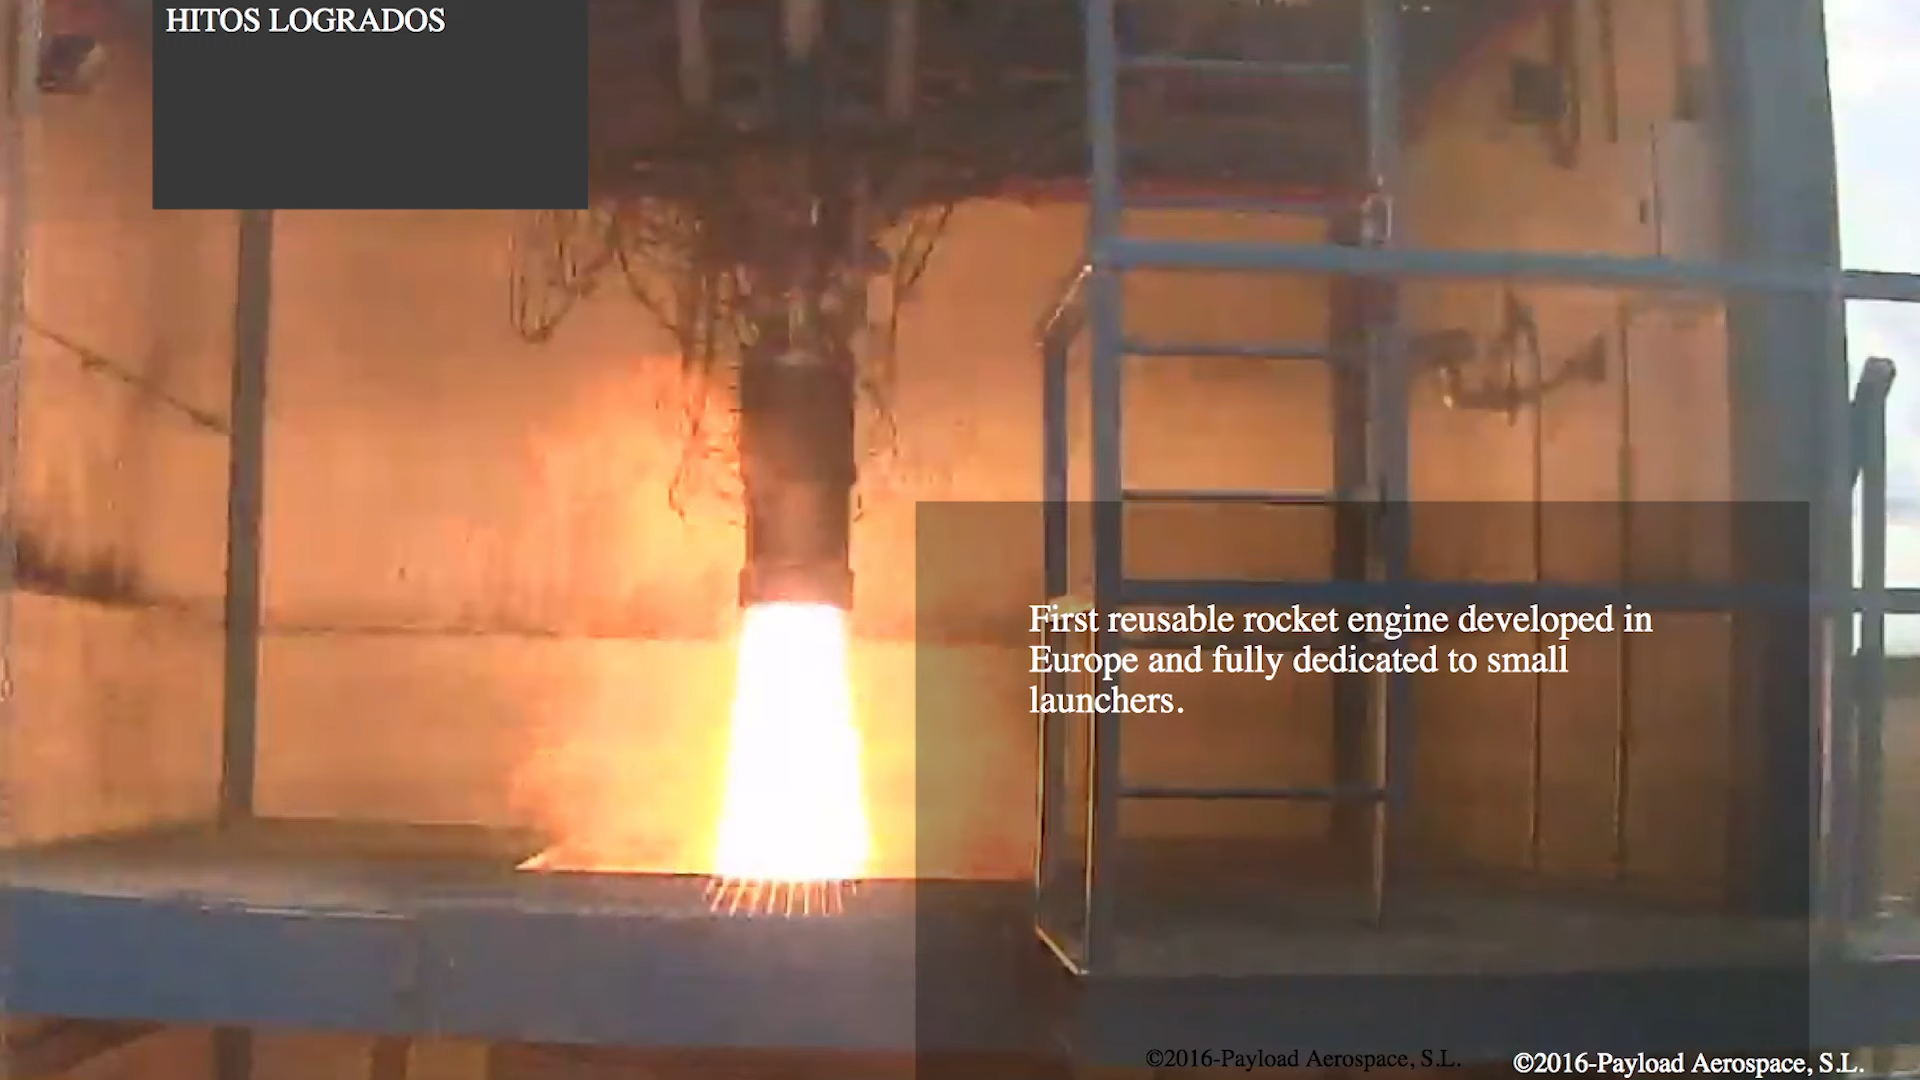 HITOS LOGRADOS
First reusable rocket engine developed in
Europe and fully dedicated to small
launchers.
©2016-Payload Aerospace, S.L.
©2016-Payload Aerospace, S.L.